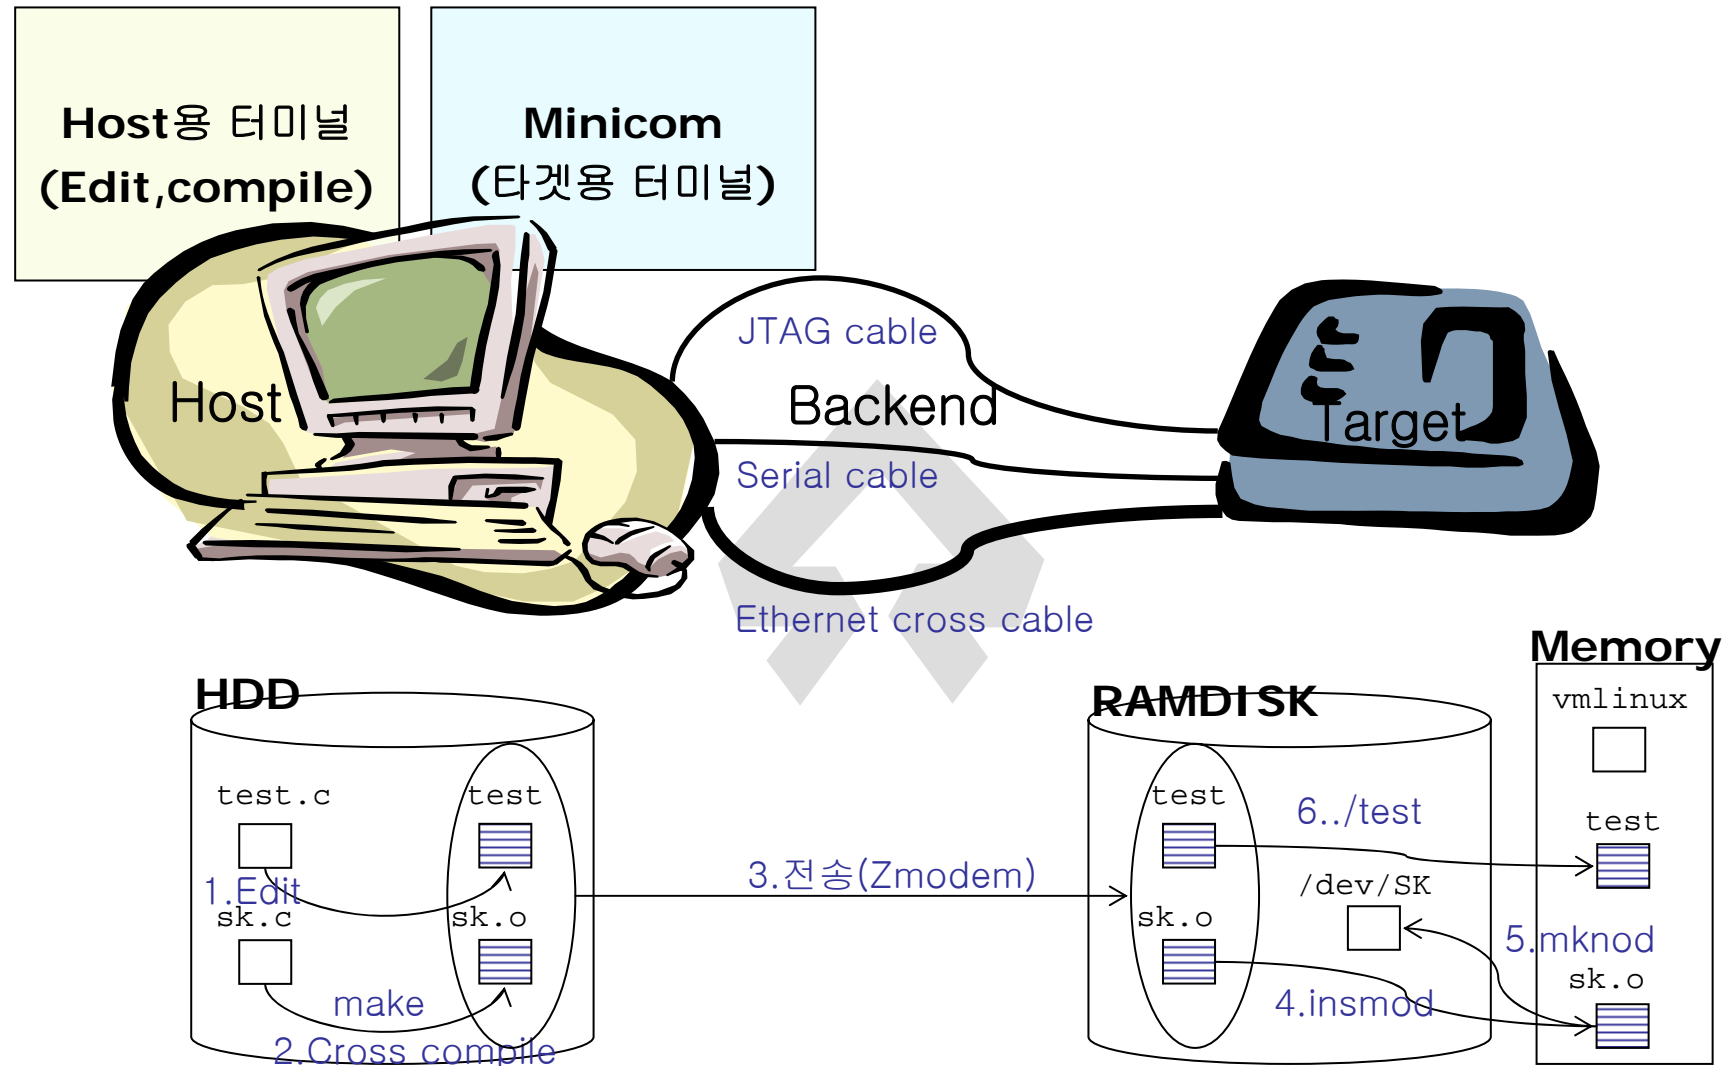 Host용 터미널
(Edit,compile)
Minicom
(타겟용 터미널)
JTAG cable
Host
Backend
Target
Serial cable
Ethernet cross cable
Memory
HDD
RAMDISK
vmlinux
test.c
test
test
6../test
test
3.전송(Zmodem)
1.Edit
/dev/SK
sk.c
sk.o
sk.o
5.mknod
sk.o
make
4.insmod
2.Cross compile